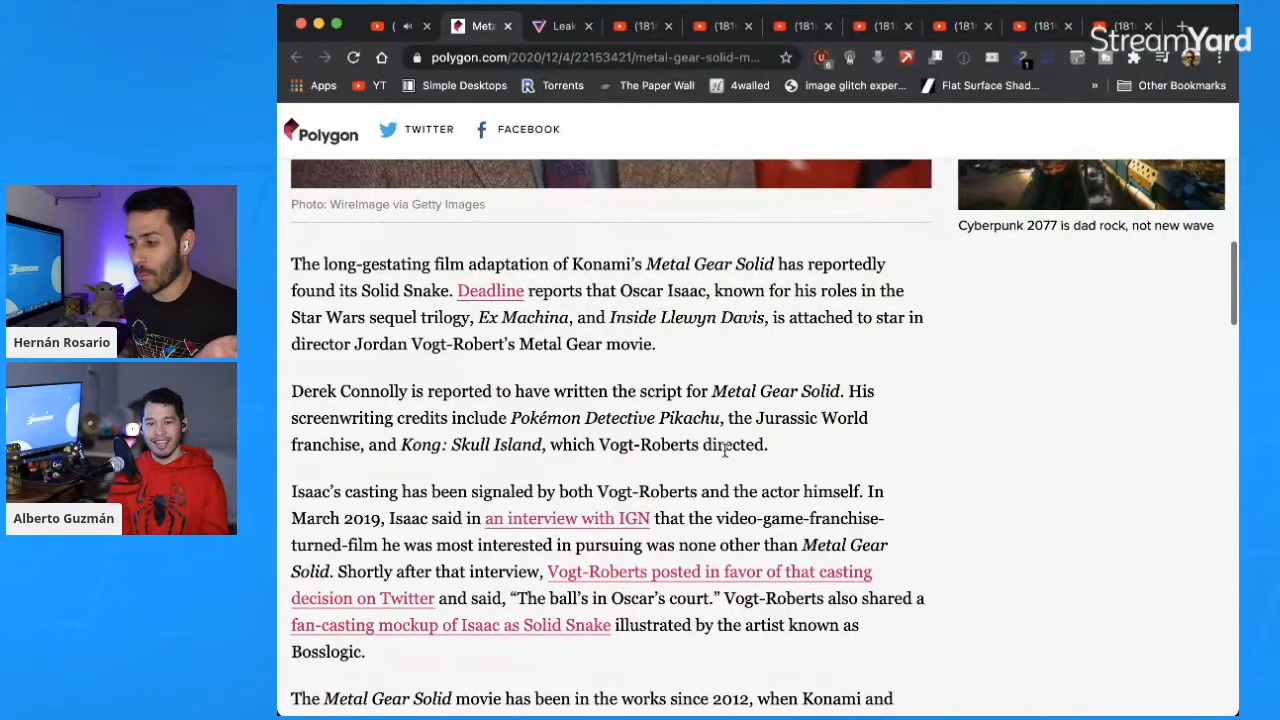 StreamYard
Meta
Leak
(181
(181
(181
(181
(181
(181
(181
polygon.com/2020/12/4/22153421/metal-gear-solid-m...
Apps
YT
Simple Desktops
Torrents
The Paper Wall
4walled
image glitch exper...
Flat Surface Shad...
»
Other Bookmarks
Polygon
TWITTER
FACEBOOK
Photo: WireImage via Getty Images
Cyberpunk 2077 is dad rock, not new wave
The long-gestating film adaptation of Konami’s Metal Gear Solid has reportedly
found its Solid Snake. Deadline reports that Oscar Isaac, known for his roles in the
Star Wars sequel trilogy, Ex Machina, and Inside Llewyn Davis, is attached to star in
director Jordan Vogt-Robert’s Metal Gear movie.
Derek Connolly is reported to have written the script for Metal Gear Solid. His
screenwriting credits include Pokémon Detective Pikachu, the Jurassic World
franchise, and Kong: Skull Island, which Vogt-Roberts directed.
Isaac’s casting has been signaled by both Vogt-Roberts and the actor himself. In
March 2019, Isaac said in an interview with IGN that the video-game-franchise-
turned-film he was most interested in pursuing was none other than Metal Gear
Solid. Shortly after that interview, Vogt-Roberts posted in favor of that casting
decision on Twitter and said, “The ball’s in Oscar’s court.” Vogt-Roberts also shared a
fan-casting mockup of Isaac as Solid Snake illustrated by the artist known as
Bosslogic.
The Metal Gear Solid movie has been in the works since 2012, when Konami and
Hernán Rosario
Alberto Guzmán